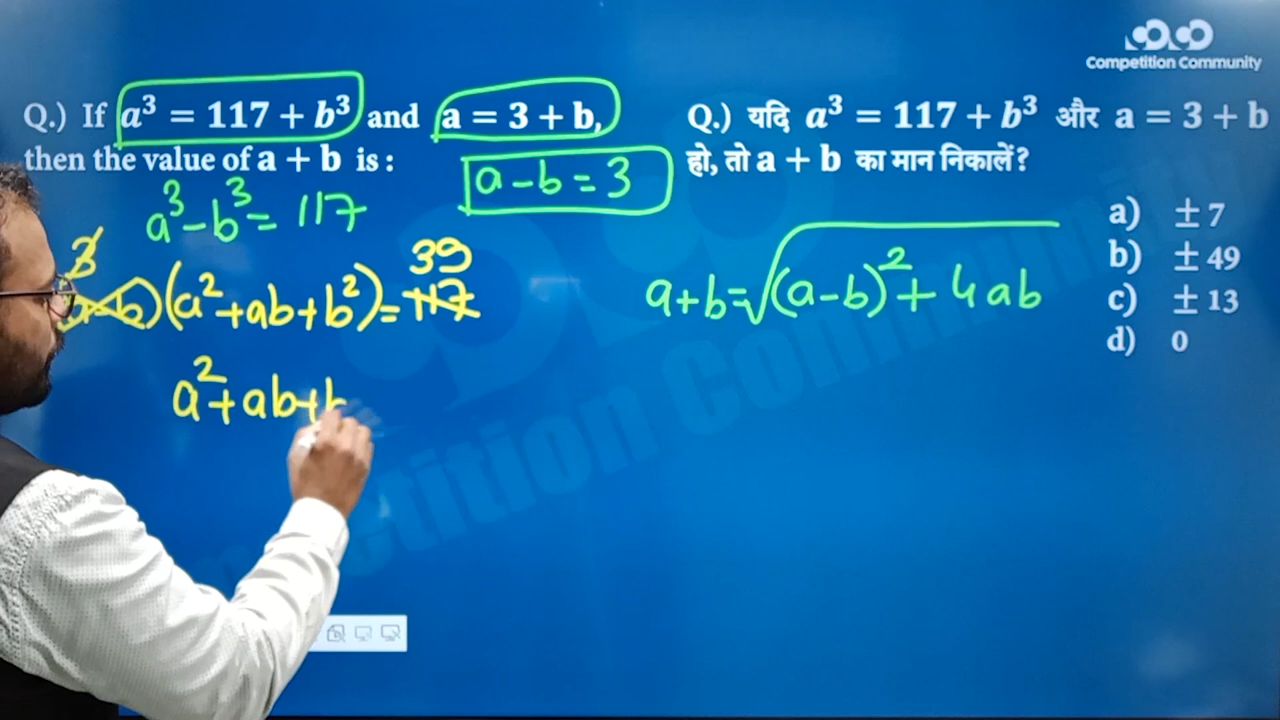 Competition Community
Q.) If a³ = 117 + b³ and a = 3 + b,
then the value of a + b is :
a - b = 3
a³ - b³ = 117
3
39
(a² + ab + b²) = 117
a² + ab +
Q.) यदि a³ = 117 + b³ और a = 3 + b
हो, तो a + b का मान निकालें?
a+b=√(a-b)² + 4ab
a) ± 7
b) ± 49
c) ± 13
d) 0